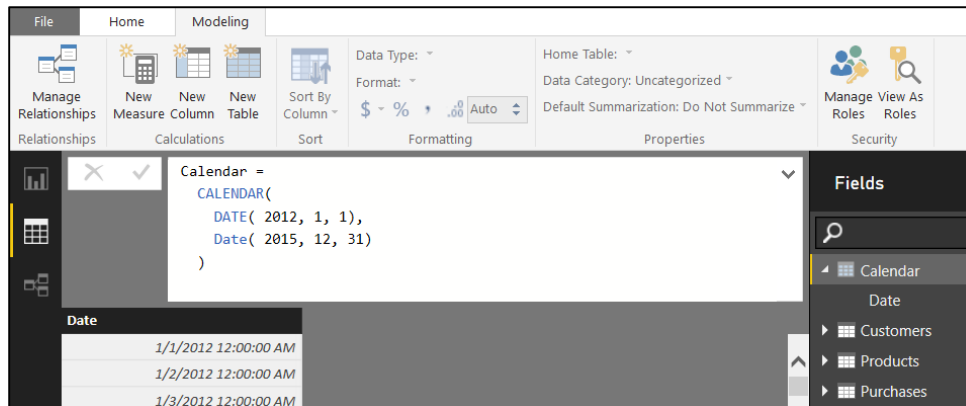 File Home Modeling
Manage Relationships
New Measure
New Column
New Table
Sort By Column
Data Type:
Format:
$ % , .00 Auto
Home Table:
Data Category: Uncategorized
Default Summarization: Do Not Summarize
Manage Roles
View As Roles
Relationships Calculations Sort Formatting Properties Security
Calendar =
CALENDAR(
DATE( 2012, 1, 1),
Date( 2015, 12, 31)
)
Fields
Calendar
Date
Customers
Products
Purchases
Date
1/1/2012 12:00:00 AM
1/2/2012 12:00:00 AM
1/3/2012 12:00:00 AM